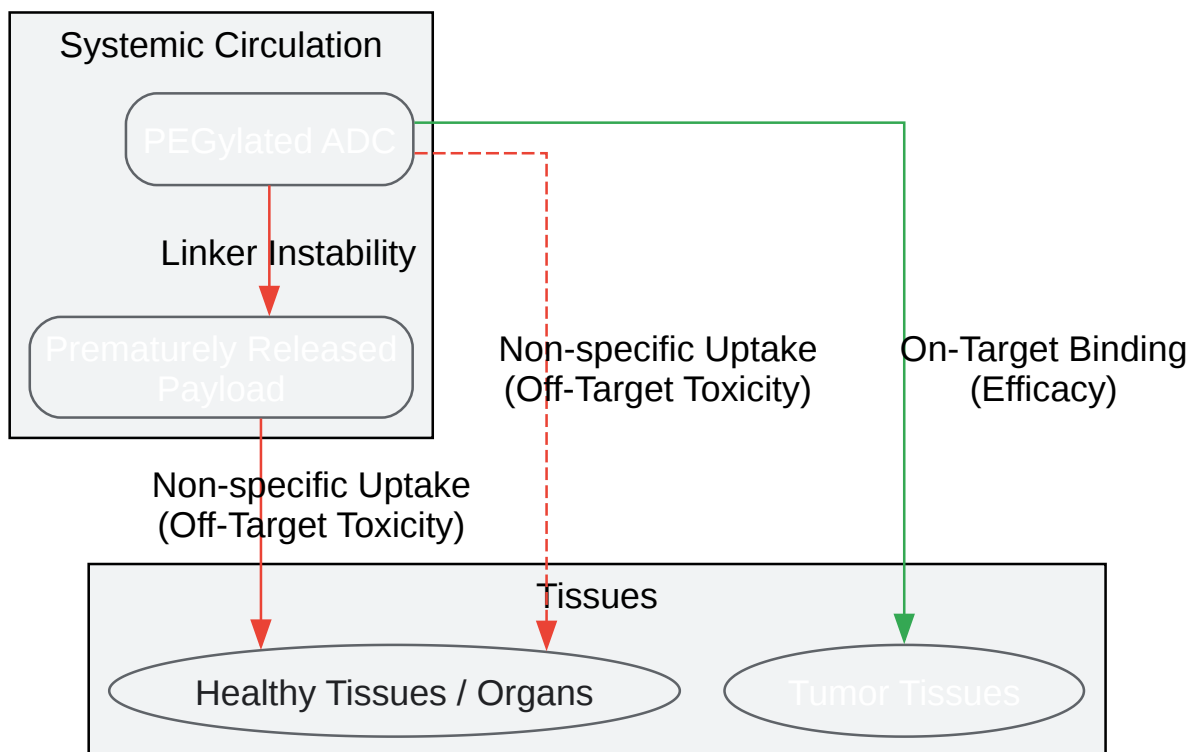 Systemic Circulation
PEGylated ADC
Linker Instability
Prematurely Released
Payload
Non-specific Uptake
(Off-Target Toxicity)
On-Target Binding
(Efficacy)
Non-specific Uptake
(Off-Target Toxicity)
Tissues
Healthy Tissues / Organs
Tumor Tissues